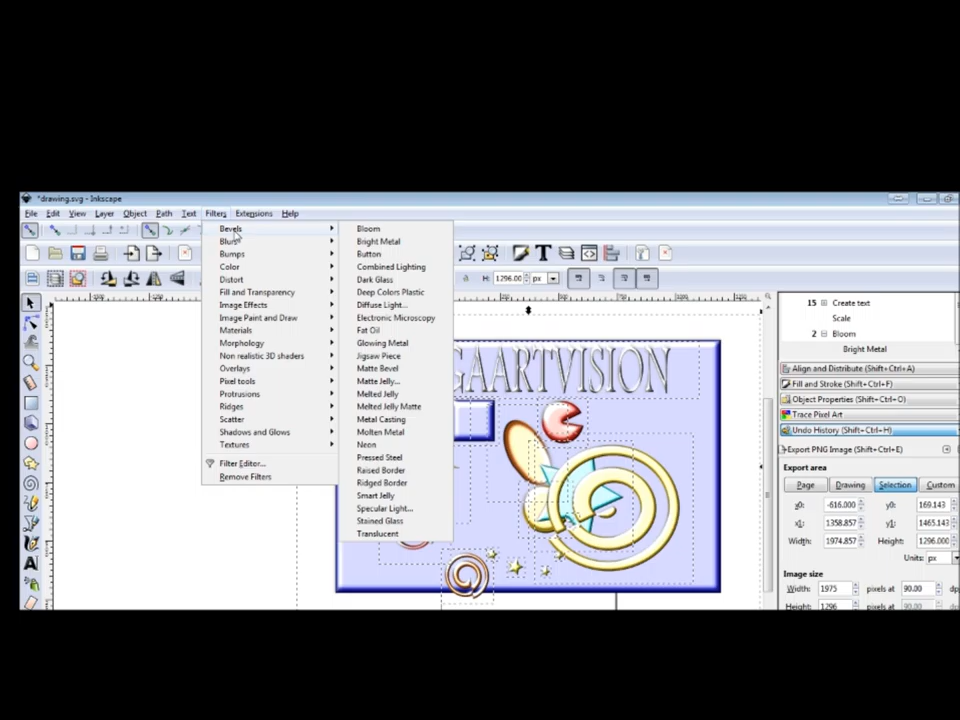 *drawing.svg - Inkscape
File Edit View Layer Object Path Text Filters Extensions Help
H: 1296.00 px
Bevels
Blurs
Bumps
Color
Distort
Fill and Transparency
Image Effects
Image Paint and Draw
Materials
Morphology
Non realistic 3D shaders
Overlays
Pixel tools
Protrusions
Ridges
Scatter
Shadows and Glows
Textures
Filter Editor...
Remove Filters
Bloom
Bright Metal
Button
Combined Lighting
Dark Glass
Deep Colors Plastic
Diffuse Light...
Electronic Microscopy
Fat Oil
Glowing Metal
Jigsaw Piece
Matte Bevel
Matte Jelly...
Melted Jelly
Melted Jelly Matte
Metal Casting
Molten Metal
Neon
Pressed Steel
Raised Border
Ridged Border
Smart Jelly
Specular Light...
Stained Glass
Translucent
GAARTVISION
15 Create text
Scale
2 Bloom
Bright Metal
Align and Distribute (Shift+Ctrl+A)
Fill and Stroke (Shift+Ctrl+F)
Object Properties (Shift+Ctrl+O)
Trace Pixel Art
Undo History (Shift+Ctrl+H)
Export PNG Image (Shift+Ctrl+E)
Export area
Page Drawing Selection Custom
x0: -616.000 y0: 169.143
x1: 1358.857 y1: 1465.143
Width: 1974.857 Height: 1296.000
Units: px
Image size
Width: 1975 pixels at 90.00 dp
Height: 1296 pixels at 90.00